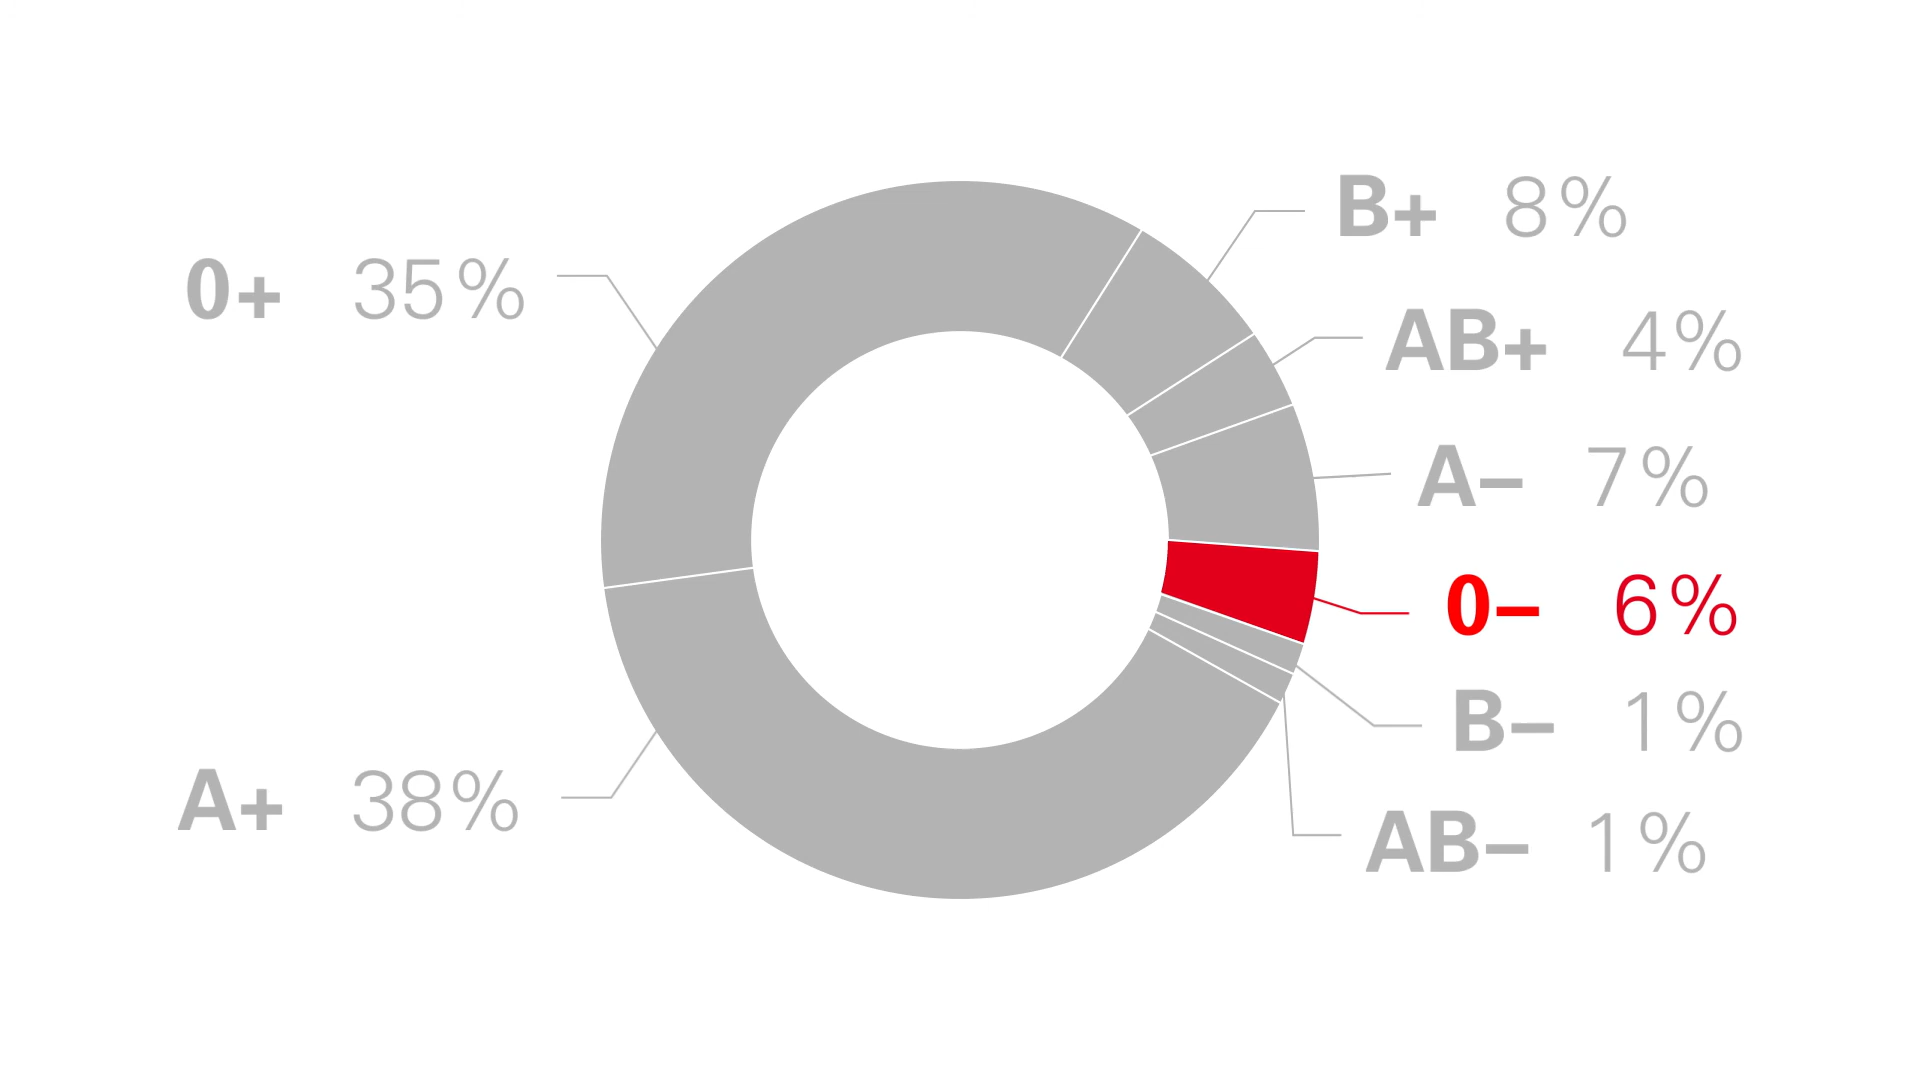 0+ 35%
A+ 38%
B+ 8%
AB+ 4%
A– 7%
0– 6%
B– 1%
AB– 1%